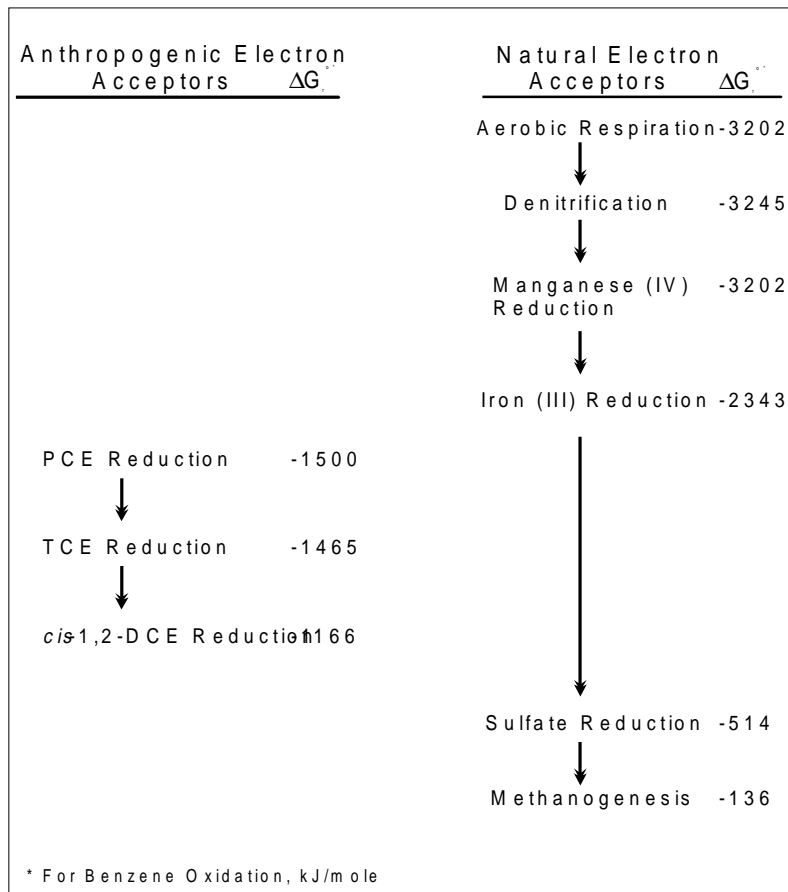 Anthropogenic Electron
Acceptors ΔG°'r
Natural Electron
Acceptors ΔG°'r
Aerobic Respiration -3202
Denitrification -3245
Manganese (IV) -3202
Reduction
Iron (III) Reduction -2343
PCE Reduction -1500
TCE Reduction -1465
cis-1,2-DCE Reduction -1166
Sulfate Reduction -514
Methanogenesis -136
* For Benzene Oxidation, kJ/mole